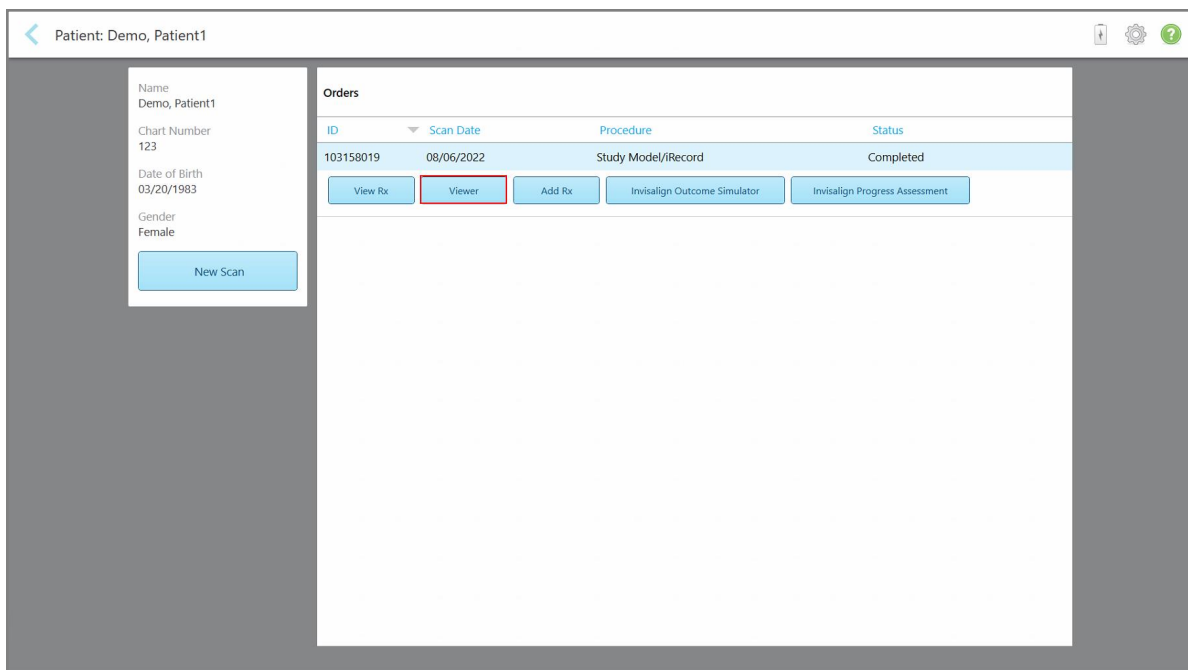 Patient: Demo, Patient1
?
Name
Demo, Patient1
Chart Number
123
Date of Birth
03/20/1983
Gender
Female
New Scan
Orders
ID Scan Date Procedure Status
103158019 08/06/2022 Study Model/iRecord Completed
View Rx Viewer Add Rx Invisalign Outcome Simulator Invisalign Progress Assessment